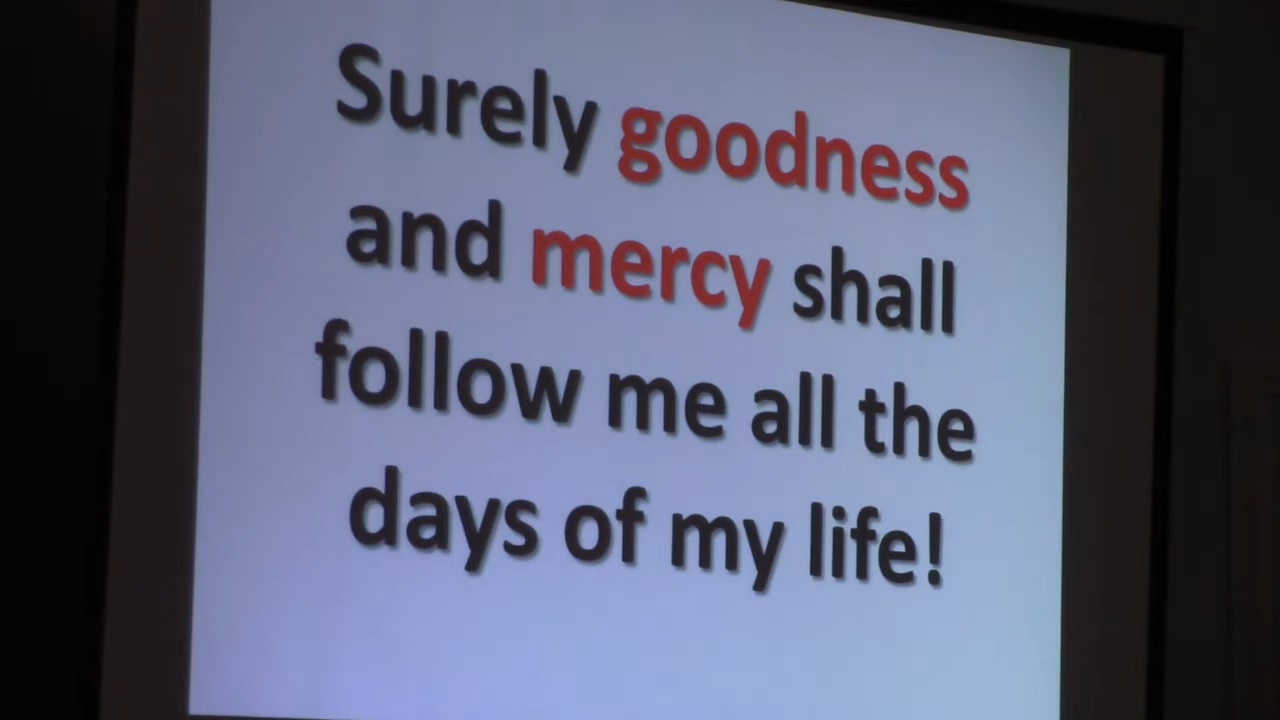 Surely goodness
and mercy shall
follow me all the
days of my life!